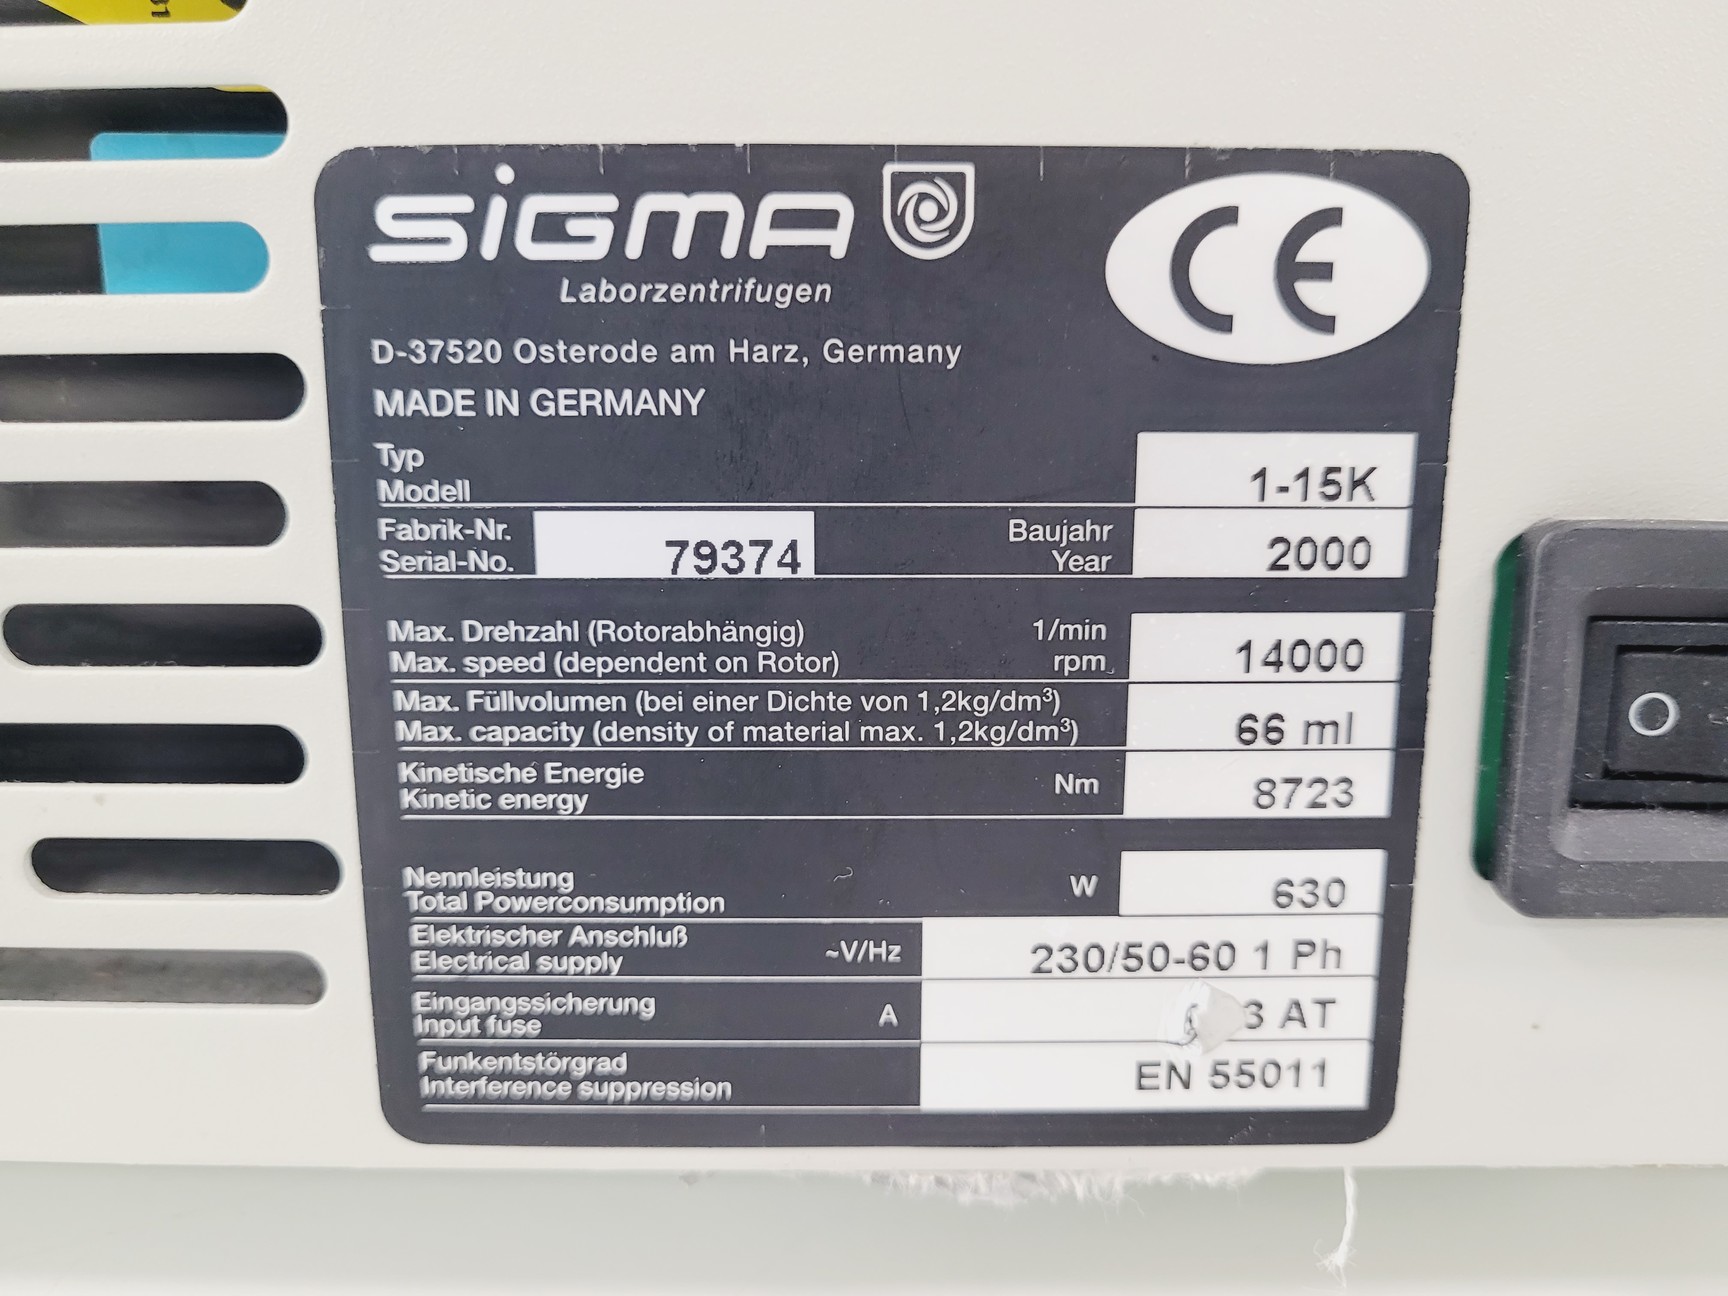 SIGMA
CE
Laborzentrifugen
D-37520 Osterode am Harz, Germany
MADE IN GERMANY
Typ
Modell 1-15K
Fabrik-Nr. Baujahr
Serial-No. 79374 Year 2000
Max. Drehzahl (Rotorabhängig) 1/min
Max. speed (dependent on Rotor) rpm 14000
Max. Füllvolumen (bei einer Dichte von 1,2kg/dm³)
Max. capacity (density of material max. 1,2kg/dm³) 66 ml
Kinetische Energie Nm
Kinetic energy 8723
Nennleistung W
Total Powerconsumption 630
Elektrischer Anschluß ~V/Hz
Electrical supply 230/50-60 1 Ph
Eingangssicherung A
Input fuse AT
Funkentstörgrad
Interference suppression EN 55011